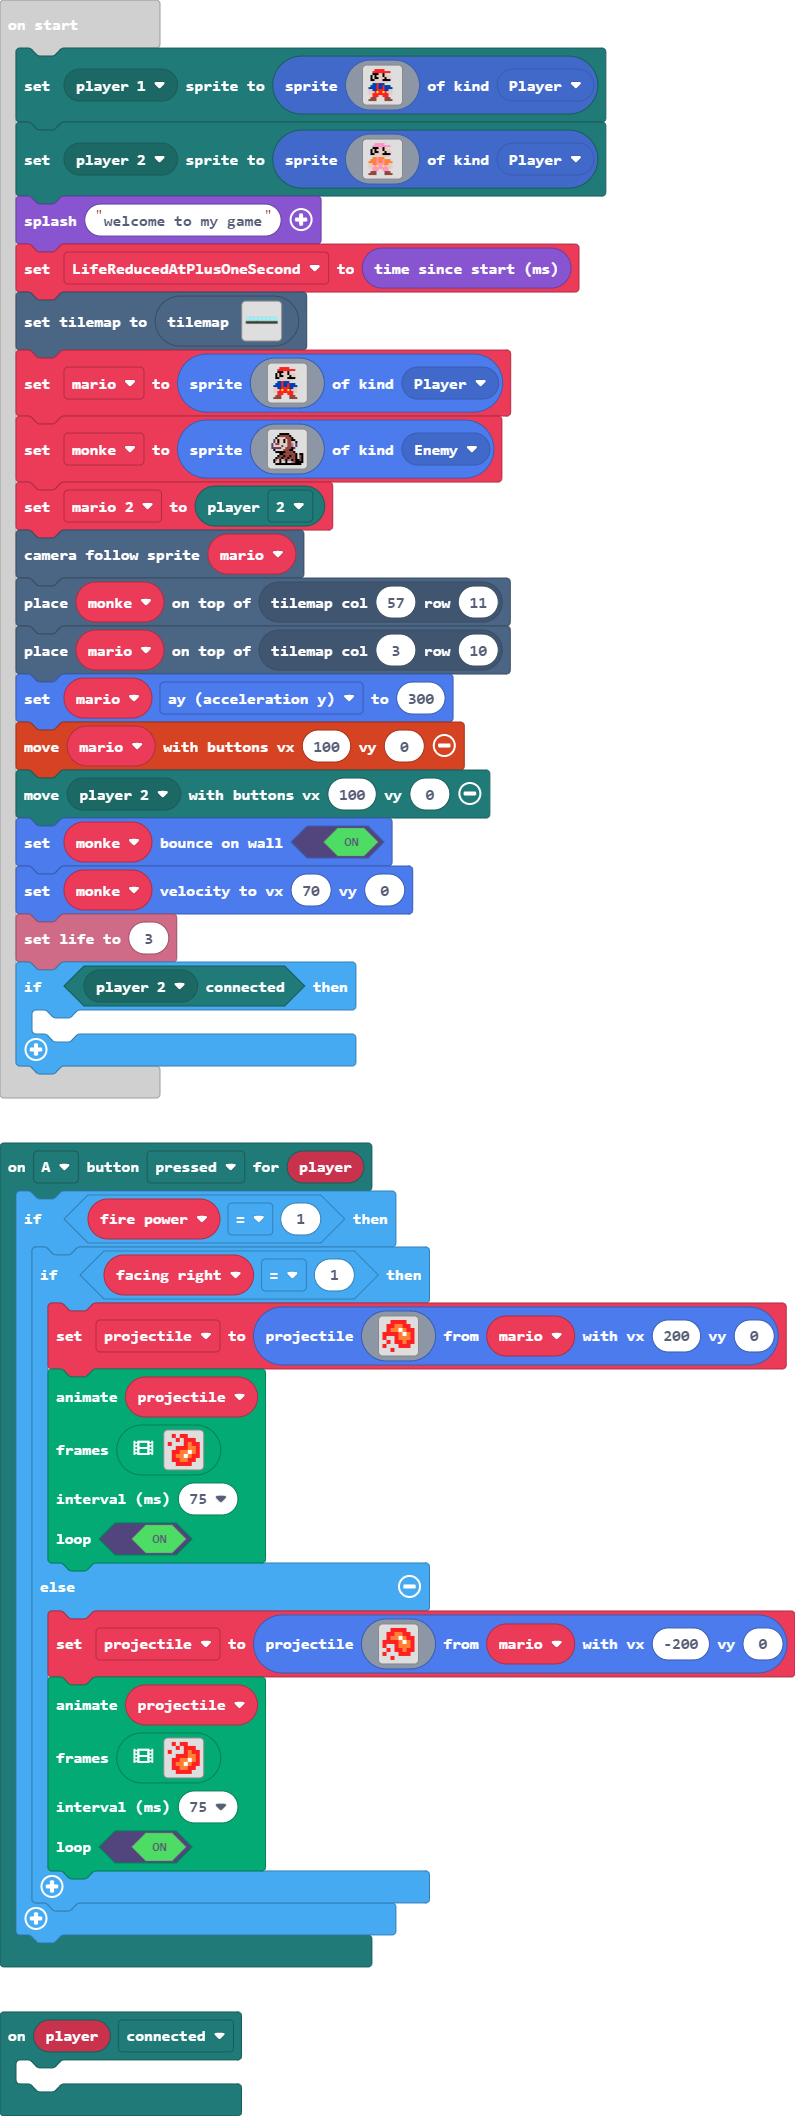 on start
set player 1 sprite to sprite of kind Player
set player 2 sprite to sprite of kind Player
splash "welcome to my game"
set LifeReducedAtPlusOneSecond to time since start (ms)
set tilemap to tilemap
set mario to sprite of kind Player
set monke to sprite of kind Enemy
set mario 2 to player 2
camera follow sprite mario
place monke on top of tilemap col 57 row 11
place mario on top of tilemap col 3 row 10
set mario ay (acceleration y) to 300
move mario with buttons vx 100 vy 0
move player 2 with buttons vx 100 vy 0
set monke bounce on wall ON
set monke velocity to vx 70 vy 0
set life to 3
if player 2 connected then
on A button pressed for player
if fire power = 1 then
if facing right = 1 then
set projectile to projectile from mario with vx 200 vy 0
animate projectile
frames
interval (ms) 75
loop ON
else
set projectile to projectile from mario with vx -200 vy 0
animate projectile
frames
interval (ms) 75
loop ON
on player connected